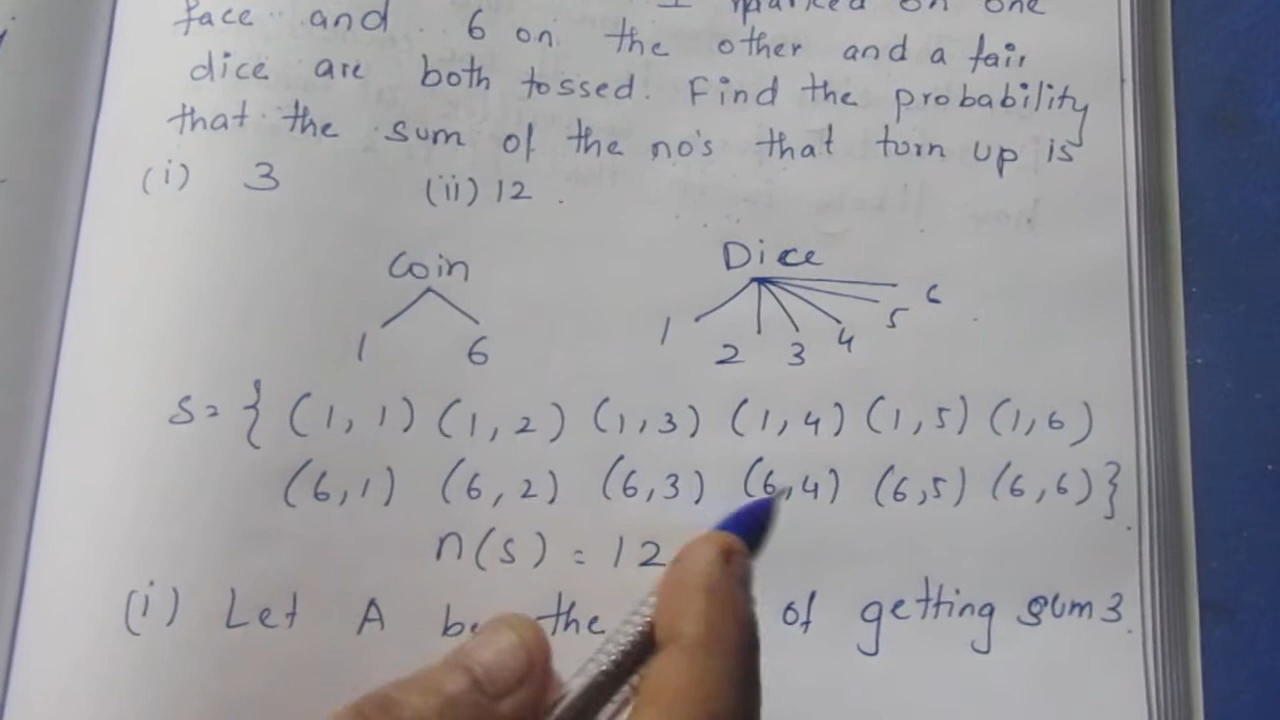 face and 6 on the other and a fair
dice are both tossed. Find the probability
that the sum of the no's that turn up is
(i) 3 (ii) 12.
Coin Dice
1 6 1 2 3 4 5 6
S = { (1, 1) (1, 2) (1, 3) (1, 4) (1, 5) (1, 6)
(6, 1) (6, 2) (6, 3) (6, 4) (6, 5) (6, 6) }.
n(s) = 12
(i) Let A be the of getting sum 3.